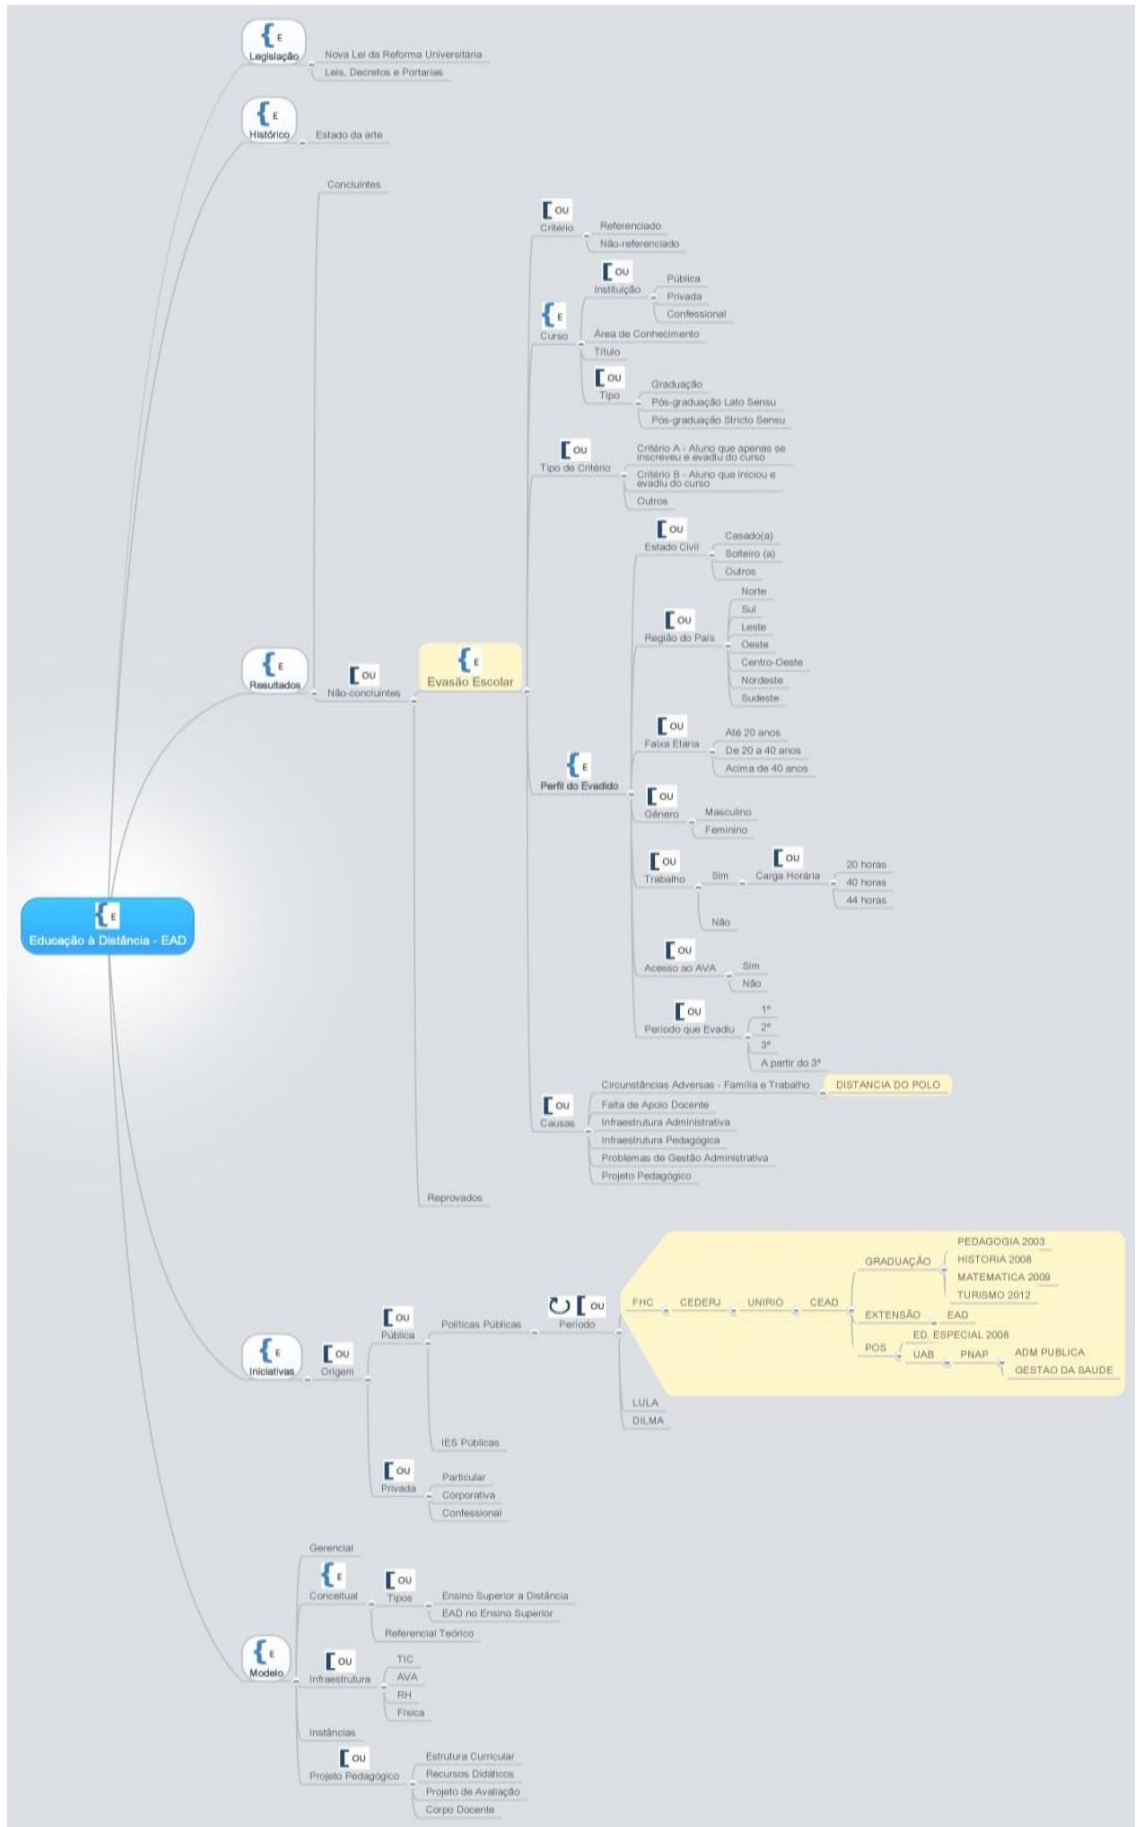 E
Legislação
Nova Lei da Reforma Universitária
Leis, Decretos e Portarias
E
Histórico
Estado da arte
E
Resultados
Concluintes
OU
Não-concluintes
E
Evasão Escolar
OU
Critério
Referenciado
Não-referenciado
E
Curso
OU
Instituição
Pública
Privada
Confessional
Área de Conhecimento
Título
OU
Tipo
Graduação
Pós-graduação Lato Sensu
Pós-graduação Stricto Sensu
OU
Tipo de Critério
Critério A - Aluno que apenas se
inscreveu e evadiu do curso
Critério B - Aluno que iniciou e
evadiu do curso
Outros
E
Perfil do Evadido
OU
Estado Civil
Casado(a)
Solteiro (a)
Outros
OU
Região do País
Norte
Sul
Leste
Oeste
Centro-Oeste
Nordeste
Sudeste
OU
Faixa Etária
Até 20 anos
De 20 a 40 anos
Acima de 40 anos
OU
Gênero
Masculino
Feminino
OU
Trabalho
Sim
OU
Carga Horária
20 horas
40 horas
44 horas
Não
OU
Acesso ao AVA
Sim
Não
OU
Período que Evadiu
1º
2º
3º
A partir do 3º
OU
Causas
Circunstâncias Adversas - Família e Trabalho
DISTANCIA DO POLO
Falta de Apoio Docente
Infraestrutura Administrativa
Infraestrutura Pedagógica
Problemas de Gestão Administrativa
Projeto Pedagógico
Reprovados
E
Educação à Distância - EAD
E
Iniciativas
OU
Origem
OU
Pública
Políticas Públicas
OU
Período
FHC
CEDERJ
UNIRIO
CEAD
GRADUAÇÃO
PEDAGOGIA 2003
HISTORIA 2008
MATEMATICA 2009
TURISMO 2012
EXTENSÃO
EAD
POS
ED. ESPECIAL 2008
UAB
PNAP
ADM PUBLICA
GESTAO DA SAUDE
LULA
DILMA
IES Públicas
OU
Privada
Particular
Corporativa
Confessional
E
Modelo
Gerencial
E
Conceitual
OU
Tipos
Ensino Superior a Distância
EAD no Ensino Superior
Referencial Teórico
OU
Infraestrutura
TIC
AVA
RH
Física
Instâncias
OU
Projeto Pedagógico
Estrutura Curricular
Recursos Didáticos
Projeto de Avaliação
Corpo Docente